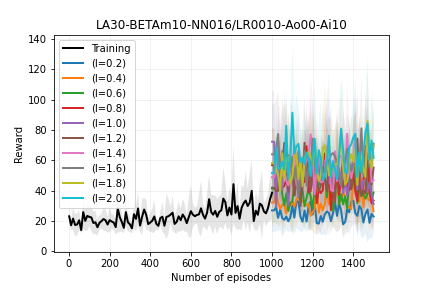 LA30-BETAm10-NN016/LR0010-Ao00-Ai10
140
120
100
80
60
40
20
0
Reward
Training
(l=0.2)
(l=0.4)
(l=0.6)
(l=0.8)
(l=1.0)
(l=1.2)
(l=1.4)
(l=1.6)
(l=1.8)
(l=2.0)
0 200 400 600 800 1000 1200 1400
Number of episodes